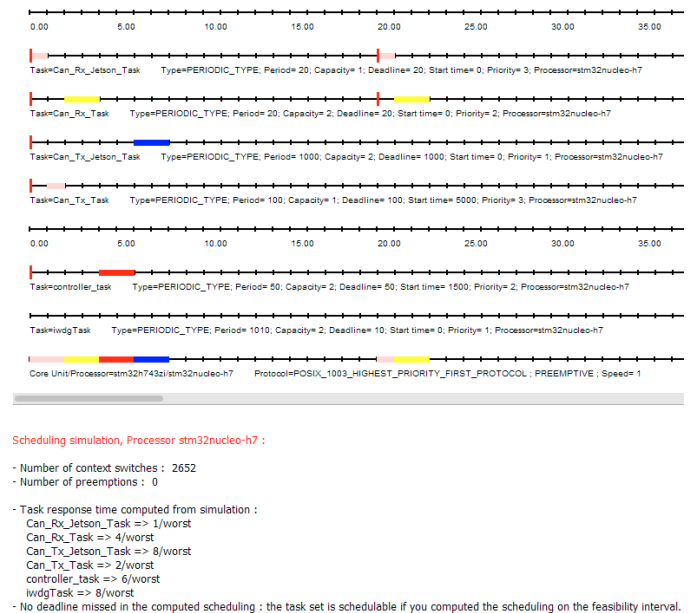 0.00 5.00 10.00 15.00 20.00 25.00 30.00 35.00
Task=Can_Rx_Jetson_Task Type=PERIODIC_TYPE; Period= 20; Capacity= 1; Deadline= 20; Start time= 0; Priority= 3; Processor=stm32nucleo-h7
Task=Can_Rx_Task Type=PERIODIC_TYPE; Period= 20; Capacity= 2; Deadline= 20; Start time= 0; Priority= 2; Processor=stm32nucleo-h7
Task=Can_Tx_Jetson_Task Type=PERIODIC_TYPE; Period= 1000; Capacity= 2; Deadline= 1000; Start time= 0; Priority= 1; Processor=stm32nucleo-h7
Task=Can_Tx_Task Type=PERIODIC_TYPE; Period= 100; Capacity= 1; Deadline= 100; Start time= 5000; Priority= 3; Processor=stm32nucleo-h7
0.00 5.00 10.00 15.00 20.00 25.00 30.00 35.00
Task=controller_task Type=PERIODIC_TYPE; Period= 50; Capacity= 2; Deadline= 50; Start time= 1500; Priority= 2; Processor=stm32nucleo-h7
Task=iwdgTask Type=PERIODIC_TYPE; Period= 1010; Capacity= 2; Deadline= 10; Start time= 0; Priority= 1; Processor=stm32nucleo-h7
Core Unit/Processor=stm32h743zi/stm32nucleo-h7 Protocol=POSIX_1003_HIGHEST_PRIORITY_FIRST_PROTOCOL ; PREEMPTIVE ; Speed= 1
Scheduling simulation, Processor stm32nucleo-h7 :
- Number of context switches : 2652
- Number of preemptions : 0
- Task response time computed from simulation :
Can_Rx_Jetson_Task => 1/worst
Can_Rx_Task => 4/worst
Can_Tx_Jetson_Task => 8/worst
Can_Tx_Task => 2/worst
controller_task => 6/worst
iwdgTask => 8/worst
- No deadline missed in the computed scheduling : the task set is schedulable if you computed the scheduling on the feasibility interval.